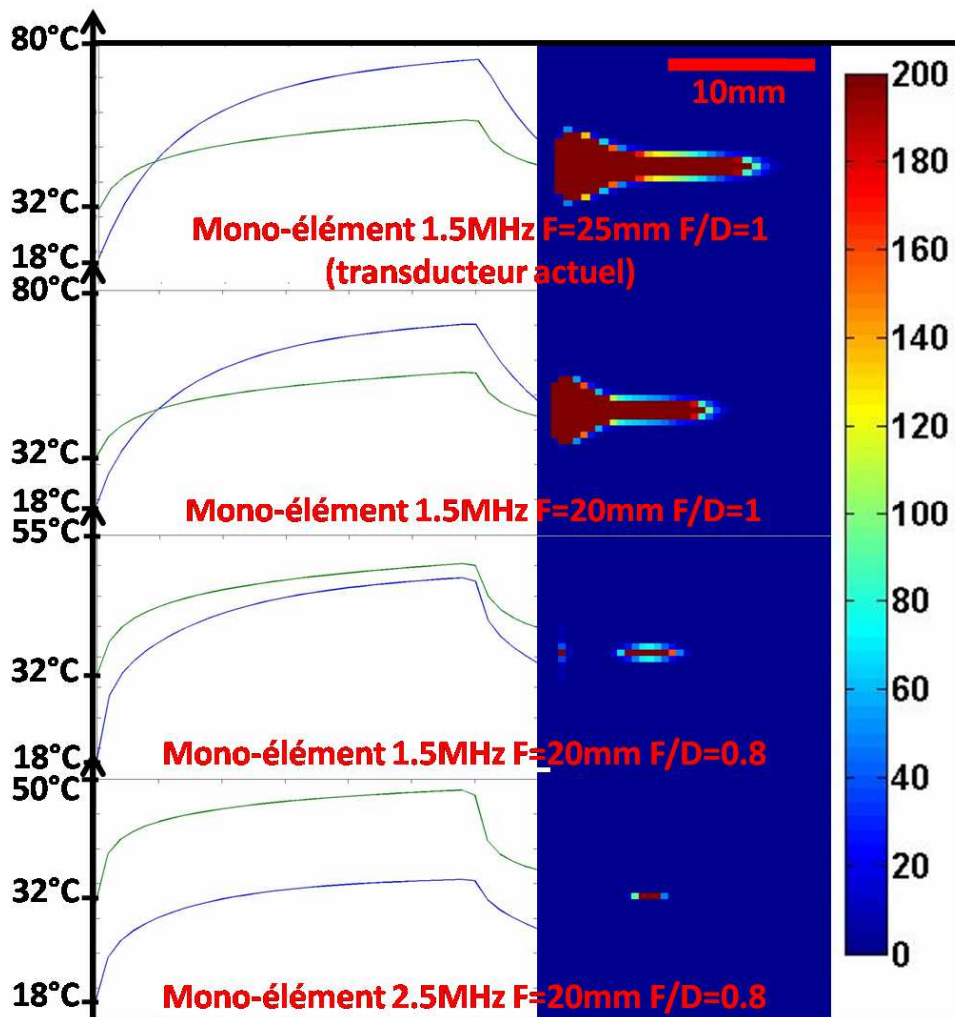 80°C
32°C
18°C
10mm
Mono-élément 1.5MHz F=25mm F/D=1
(transducteur actuel)
80°C
32°C
18°C
Mono-élément 1.5MHz F=20mm F/D=1
55°C
32°C
18°C
Mono-élément 1.5MHz F=20mm F/D=0.8
50°C
32°C
18°C
Mono-élément 2.5MHz F=20mm F/D=0.8
200
180
160
140
120
100
80
60
40
20
0